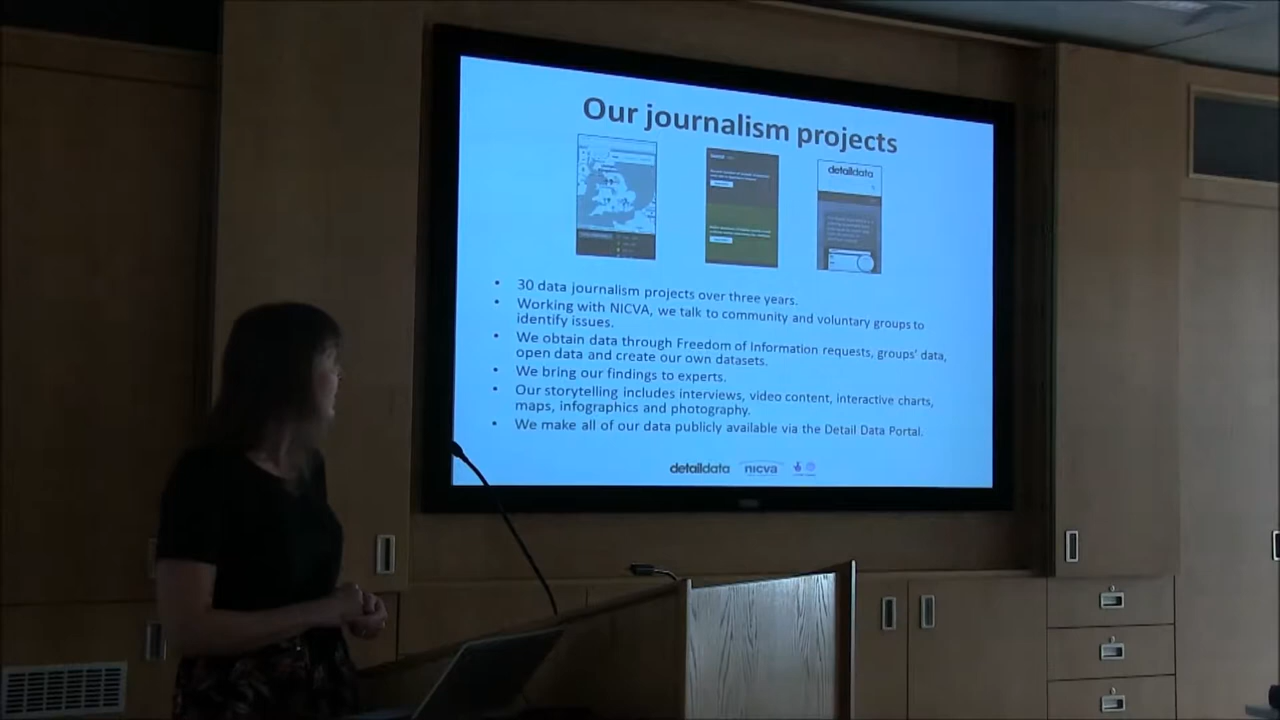 Our journalism projects
detaildata
• 30 data journalism projects over three years.
• Working with NICVA, we talk to community and voluntary groups to
identify issues.
• We obtain data through Freedom of Information requests, groups' data,
open data and create our own datasets.
• We bring our findings to experts.
• Our storytelling includes interviews, video content, interactive charts,
maps, infographics and photography.
• We make all of our data publicly available via the Detail Data Portal.
detaildata nicva